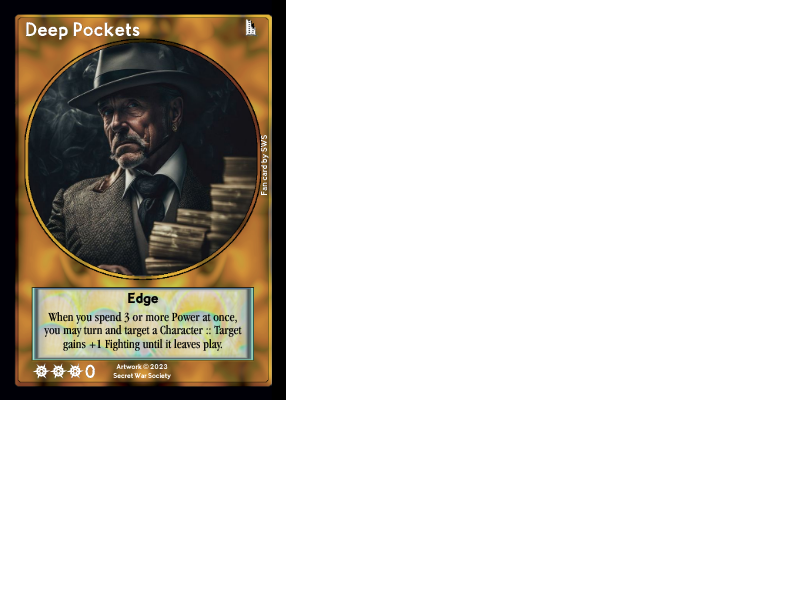 Deep Pockets
Fan card by SWS
Edge
When you spend 3 or more Power at once,
you may turn and target a Character :: Target
gains +1 Fighting until it leaves play.
0
Artwork © 2023
Secret War Society